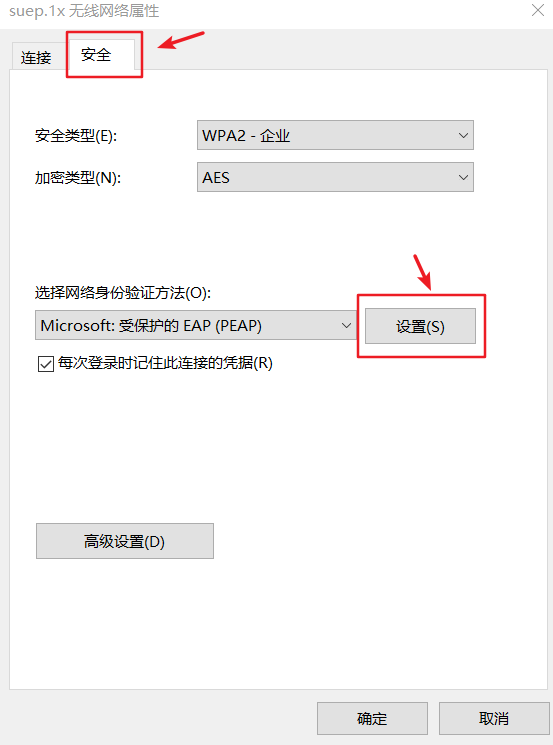 suep.1x 无线网络属性
连接 安全
安全类型(E): WPA2 - 企业
加密类型(N): AES
选择网络身份验证方法(O):
Microsoft: 受保护的 EAP (PEAP) 设置(S)
每次登录时记住此连接的凭据(R)
高级设置(D)
确定 取消